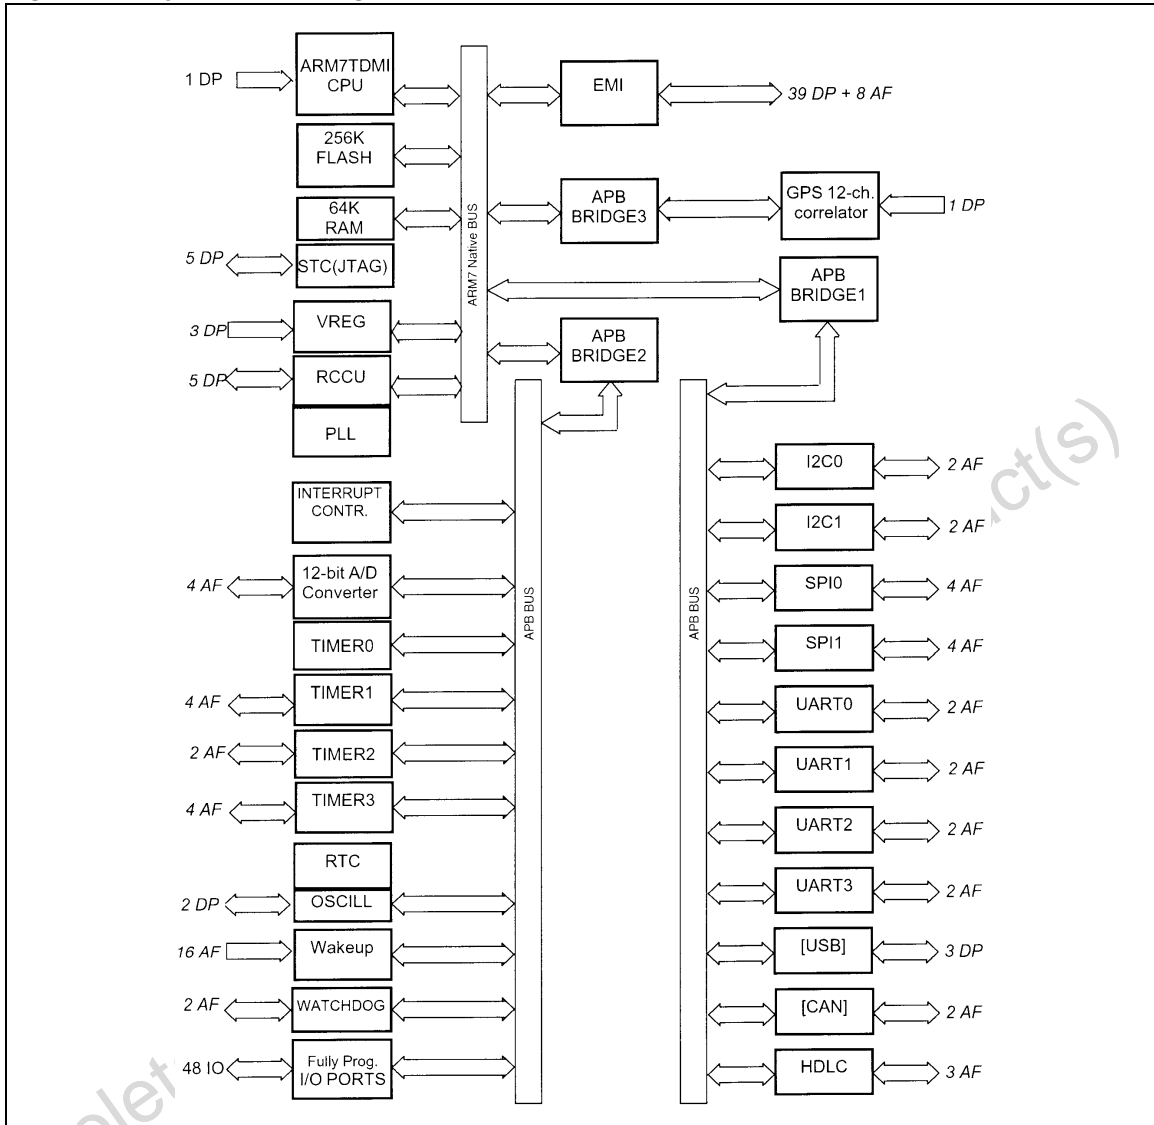 1 DP
ARM7TDMI
CPU
256K
FLASH
64K
RAM
5 DP
STC(JTAG)
3 DP
VREG
5 DP
RCCU
PLL
ARM7 Native BUS
EMI
39 DP + 8 AF
APB
BRIDGE3
GPS 12-ch.
correlator
1 DP
APB
BRIDGE1
APB
BRIDGE2
INTERRUPT
CONTR.
4 AF
12-bit A/D
Converter
TIMER0
4 AF
TIMER1
2 AF
TIMER2
4 AF
TIMER3
RTC
2 DP
OSCILL
16 AF
Wakeup
2 AF
WATCHDOG
48 IO
Fully Prog.
I/O PORTS
APB BUS
APB BUS
I2C0
2 AF
I2C1
2 AF
SPI0
4 AF
SPI1
4 AF
UART0
2 AF
UART1
2 AF
UART2
2 AF
UART3
2 AF
[USB]
3 DP
[CAN]
2 AF
HDLC
3 AF
ct(s)
olet